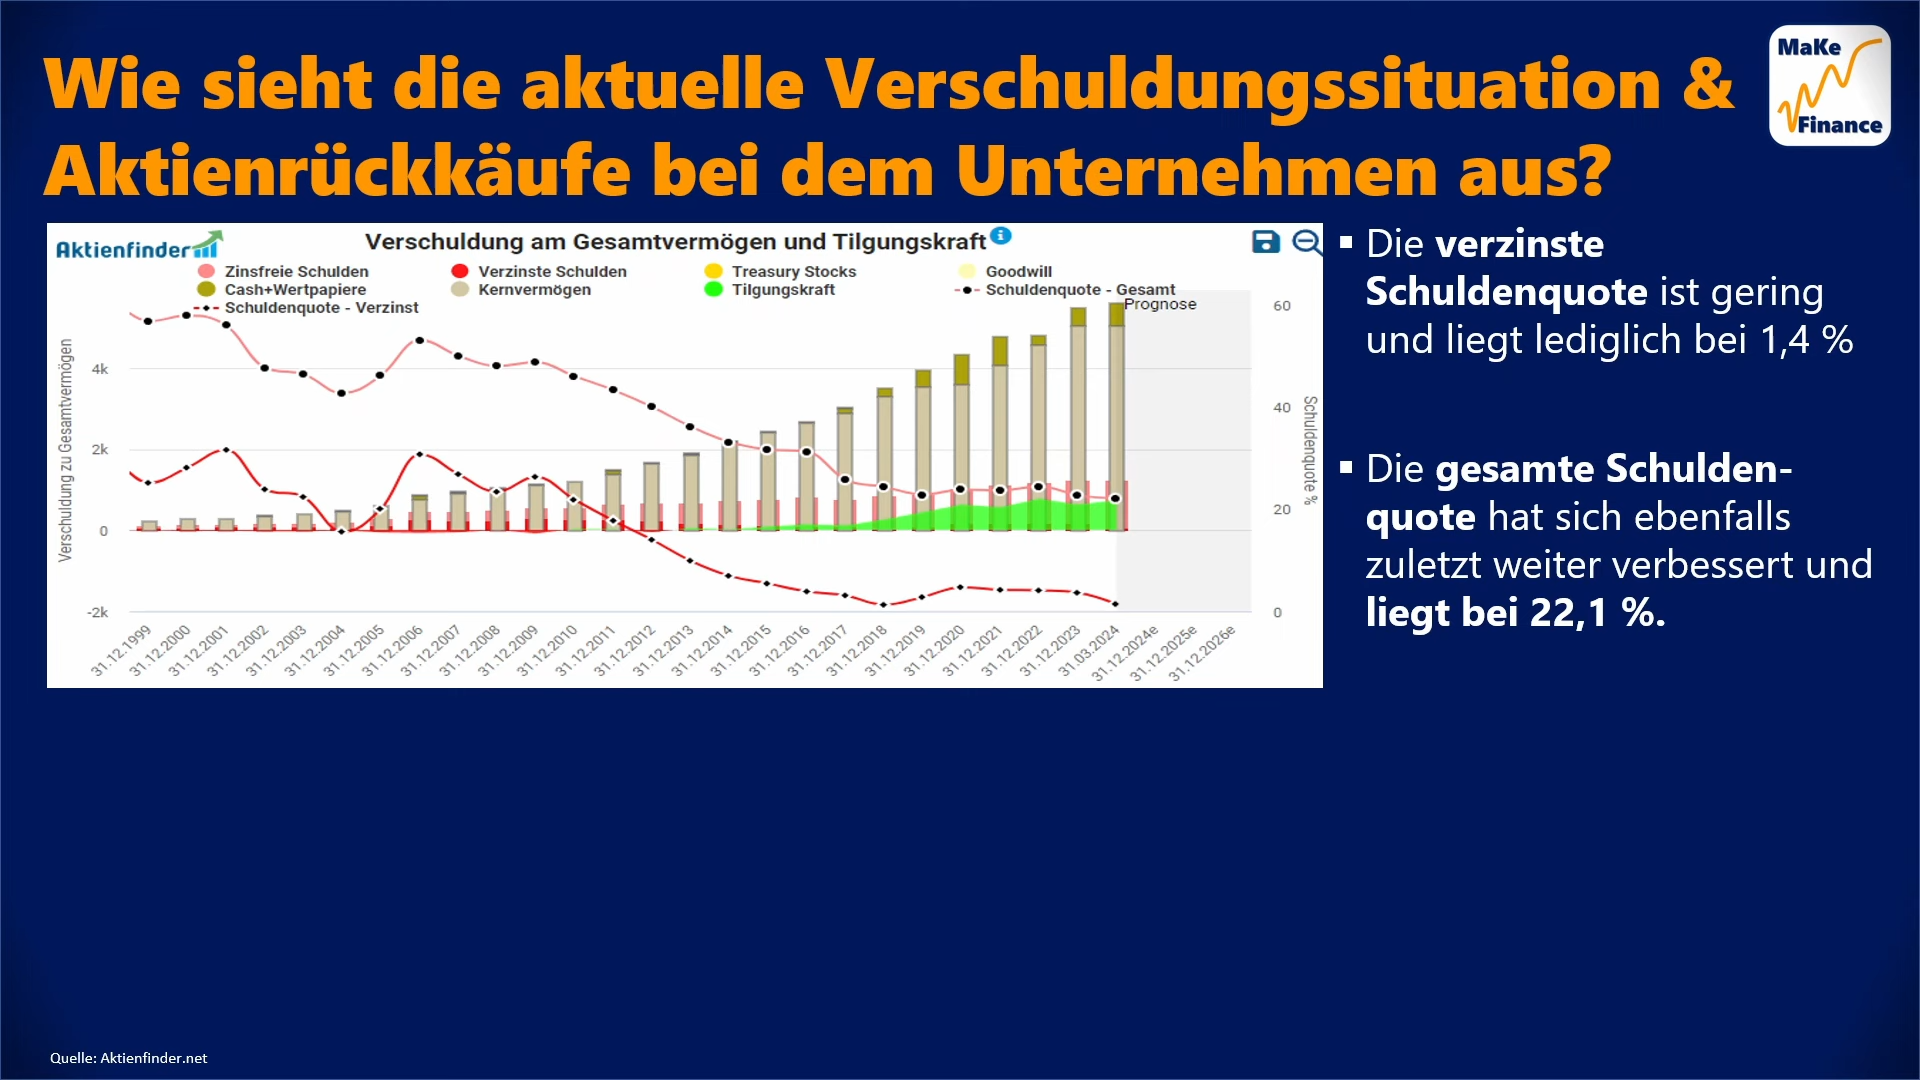 Wie sieht die aktuelle Verschuldungssituation &
Aktienrückkäufe bei dem Unternehmen aus?
MaKe
Finance
Aktienfinder
Verschuldung am Gesamtvermögen und Tilgungskraft
Zinsfreie Schulden
Verzinste Schulden
Treasury Stocks
Goodwill
Cash+Wertpapiere
Kernvermögen
Tilgungskraft
Schuldenquote - Gesamt
Schuldenquote - Verzinst
Prognose
Verschuldung zu Gesamtvermögen
4k
2k
0
-2k
60
40
20
0
Schuldenquote %
31.12.1999
31.12.2000
31.12.2001
31.12.2002
31.12.2003
31.12.2004
31.12.2005
31.12.2006
31.12.2007
31.12.2008
31.12.2009
31.12.2010
31.12.2011
31.12.2012
31.12.2013
31.12.2014
31.12.2015
31.12.2016
31.12.2017
31.12.2018
31.12.2019
31.12.2020
31.12.2021
31.12.2022
31.12.2023
31.03.2024
31.12.2024e
31.12.2025e
31.12.2026e
▪ Die verzinste
Schuldenquote ist gering
und liegt lediglich bei 1,4 %
▪ Die gesamte Schulden-
quote hat sich ebenfalls
zuletzt weiter verbessert und
liegt bei 22,1 %.
Quelle: Aktienfinder.net